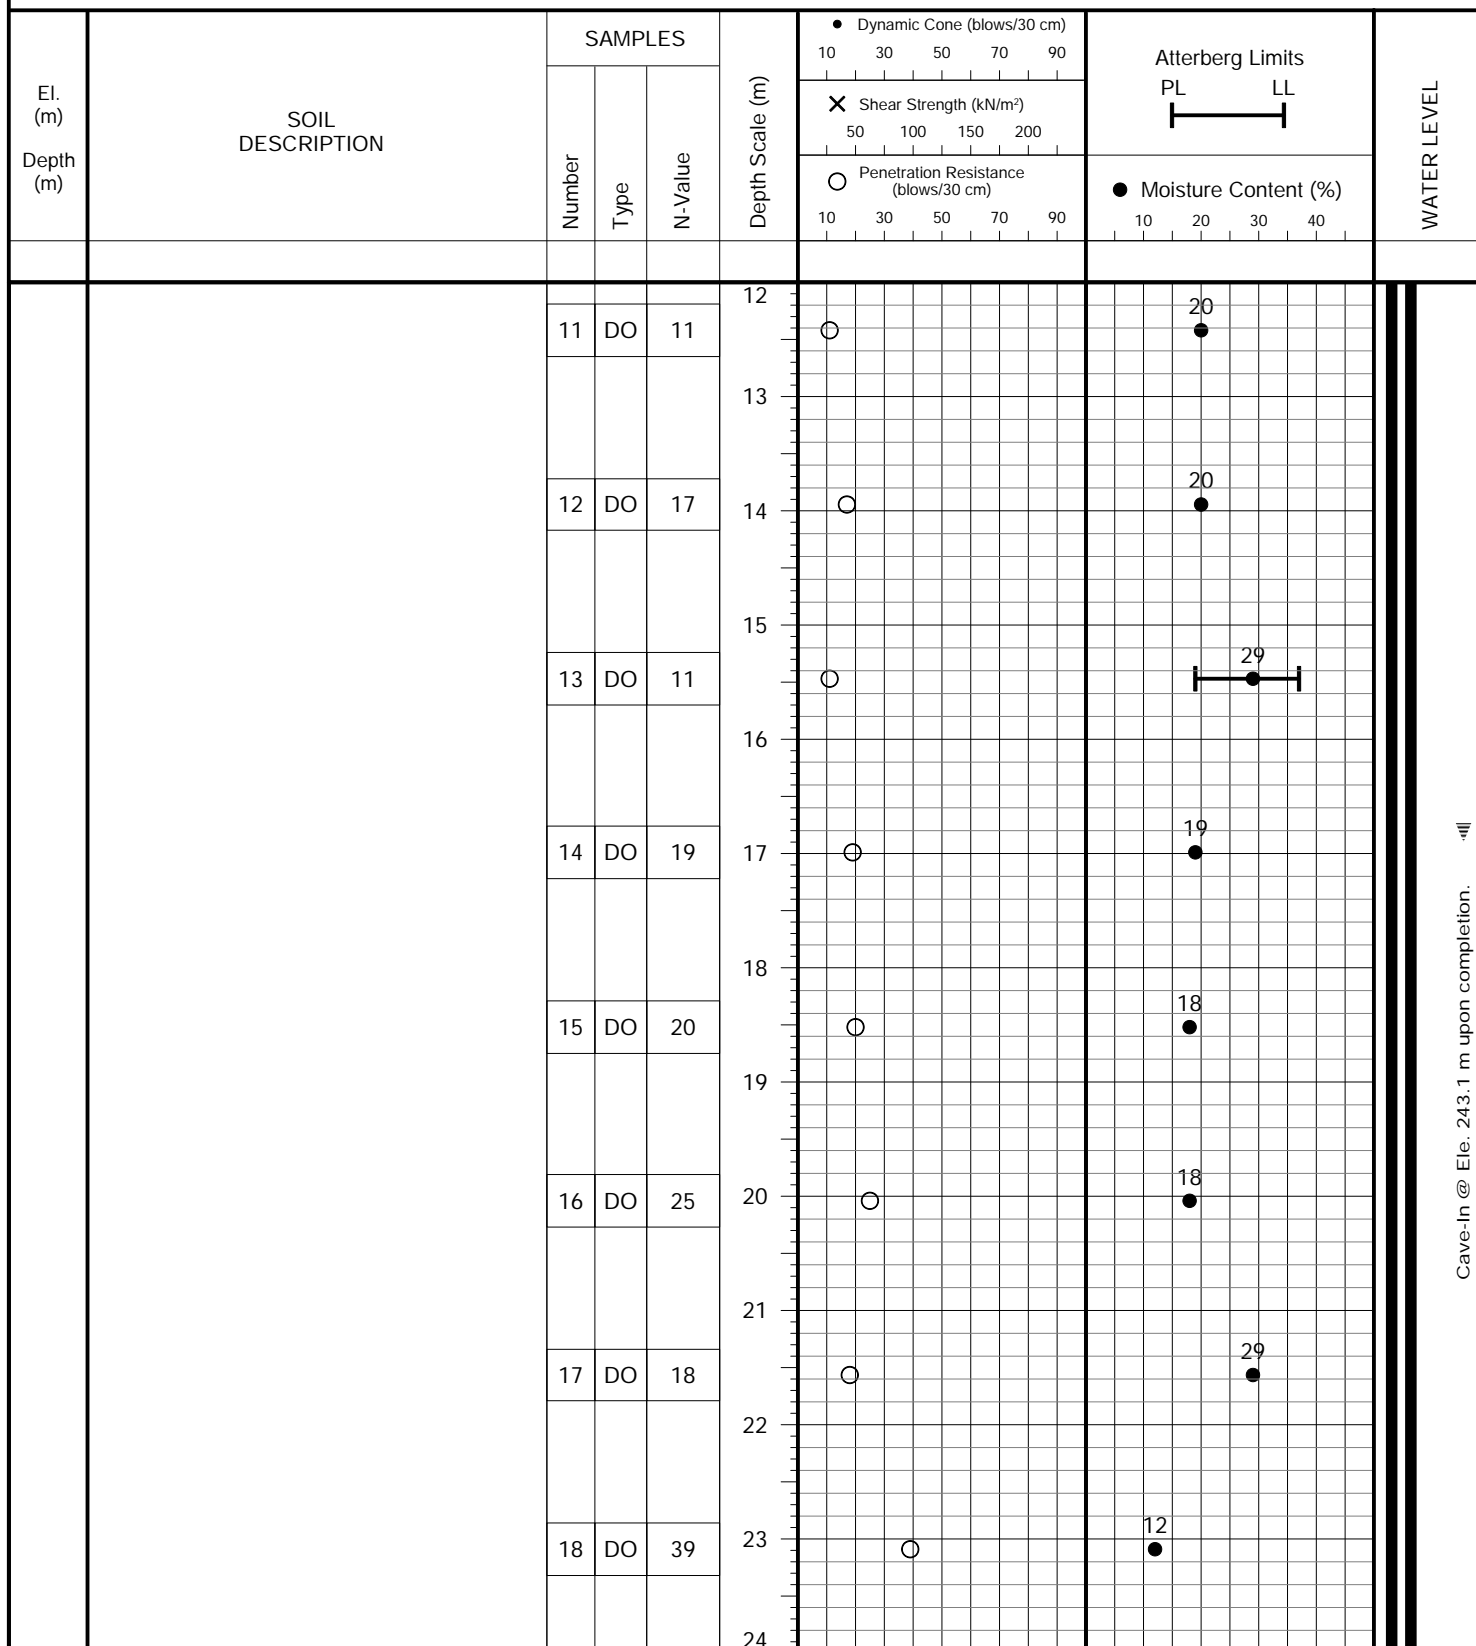 El.
(m)
Depth
(m)
SOIL
DESCRIPTION
SAMPLES
Number
Type
N-Value
Depth Scale (m)
Dynamic Cone (blows/30 cm)
10 30 50 70 90
Shear Strength (kN/m²)
50 100 150 200
Penetration Resistance
(blows/30 cm)
10 30 50 70 90
Atterberg Limits
PL LL
Moisture Content (%)
10 20 30 40
WATER LEVEL
12
20
11 DO 11
13
20
12 DO 17
14
15
29
13 DO 11
16
19
14 DO 19
17
18
18
15 DO 20
19
18
16 DO 25
20
21
29
17 DO 18
22
12
18 DO 39
23
24
Cave-In @ Ele. 243.1 m upon completion.